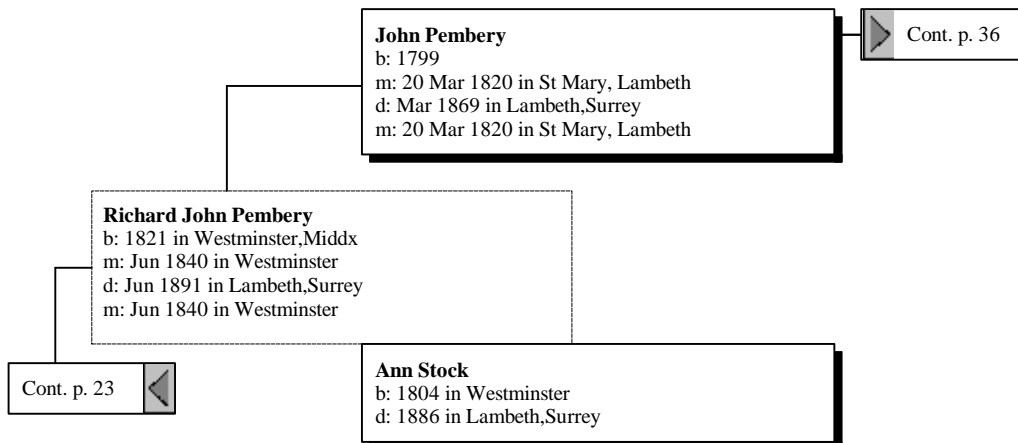 John Pembery
b: 1799
m: 20 Mar 1820 in St Mary, Lambeth
d: Mar 1869 in Lambeth,Surrey
m: 20 Mar 1820 in St Mary, Lambeth
Cont. p. 36
Richard John Pembery
b: 1821 in Westminster,Middx
m: Jun 1840 in Westminster
d: Jun 1891 in Lambeth,Surrey
m: Jun 1840 in Westminster
Cont. p. 23
Ann Stock
b: 1804 in Westminster
d: 1886 in Lambeth,Surrey